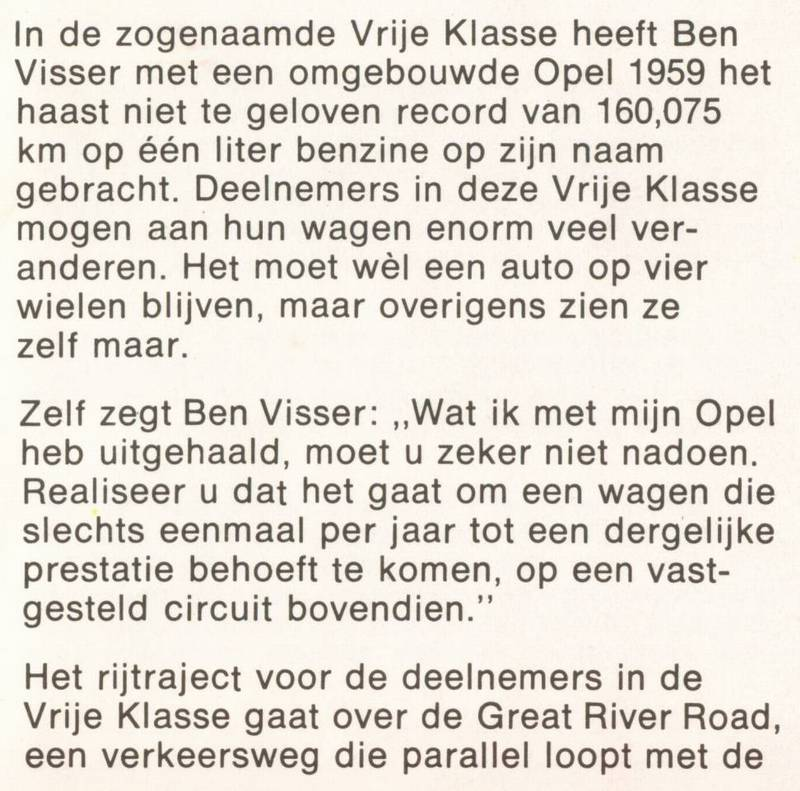 In de zogenaamde Vrije Klasse heeft Ben
Visser met een omgebouwde Opel 1959 het
haast niet te geloven record van 160,075
km op één liter benzine op zijn naam
gebracht. Deelnemers in deze Vrije Klasse
mogen aan hun wagen enorm veel ver-
anderen. Het moet wèl een auto op vier
wielen blijven, maar overigens zien ze
zelf maar.

Zelf zegt Ben Visser: ,,Wat ik met mijn Opel
heb uitgehaald, moet u zeker niet nadoen.
Realiseer u dat het gaat om een wagen die
slechts eenmaal per jaar tot een dergelijke
prestatie behoeft te komen, op een vast-
gesteld circuit bovendien.''

Het rijtraject voor de deelnemers in de
Vrije Klasse gaat over de Great River Road,
een verkeersweg die parallel loopt met de